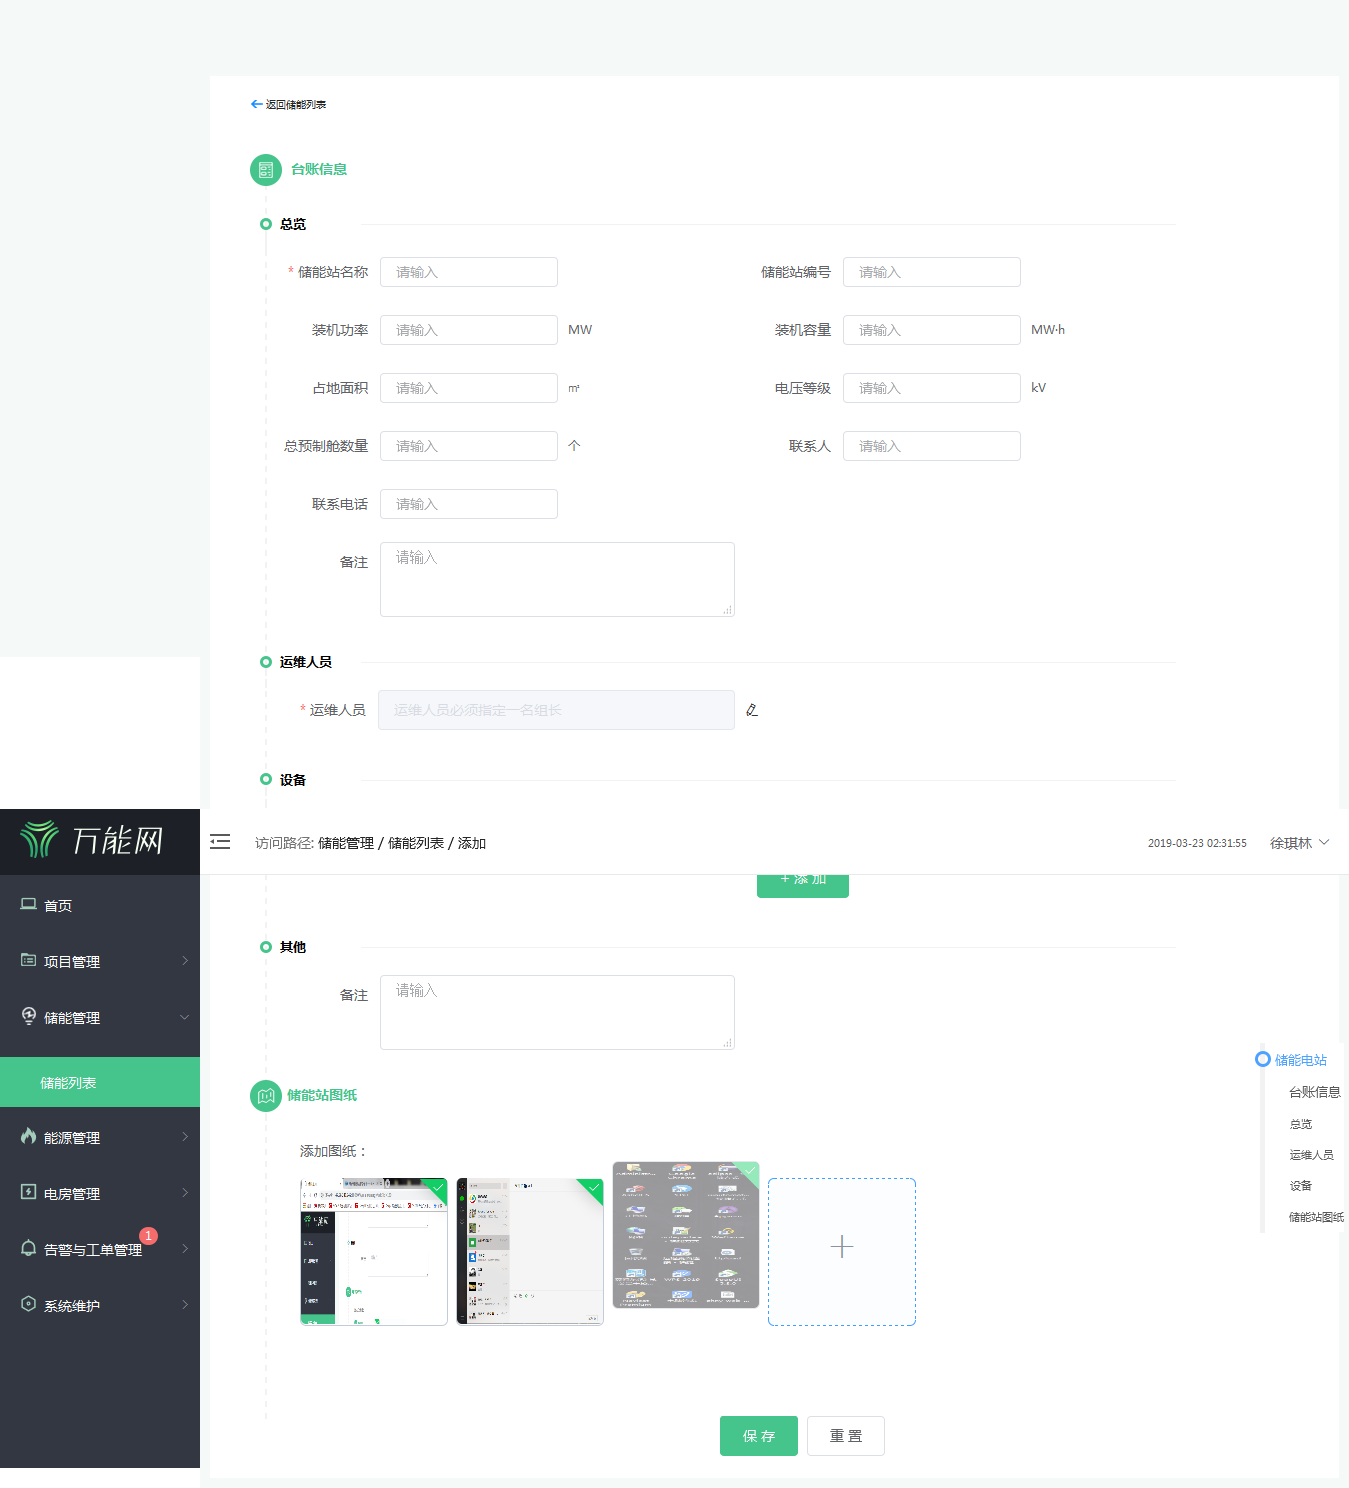 返回储能列表
台账信息
总览
* 储能站名称 请输入 储能站编号 请输入
装机功率 请输入 MW 装机容量 请输入 MW·h
占地面积 请输入 ㎡ 电压等级 请输入 kV
总预制舱数量 请输入 个 联系人 请输入
联系电话 请输入
备注 请输入
运维人员
* 运维人员 运维人员必须指定一名组长
设备
万能网
访问路径: 储能管理 / 储能列表 / 添加 2019-03-23 02:31:55 徐琪林
+ 添 加
首页
项目管理
储能管理
储能列表
能源管理
电房管理
告警与工单管理 1
系统维护
其他
备注 请输入
储能站图纸
添加图纸：
储能电站
台账信息
总览
运维人员
设备
储能站图纸
保 存 重 置